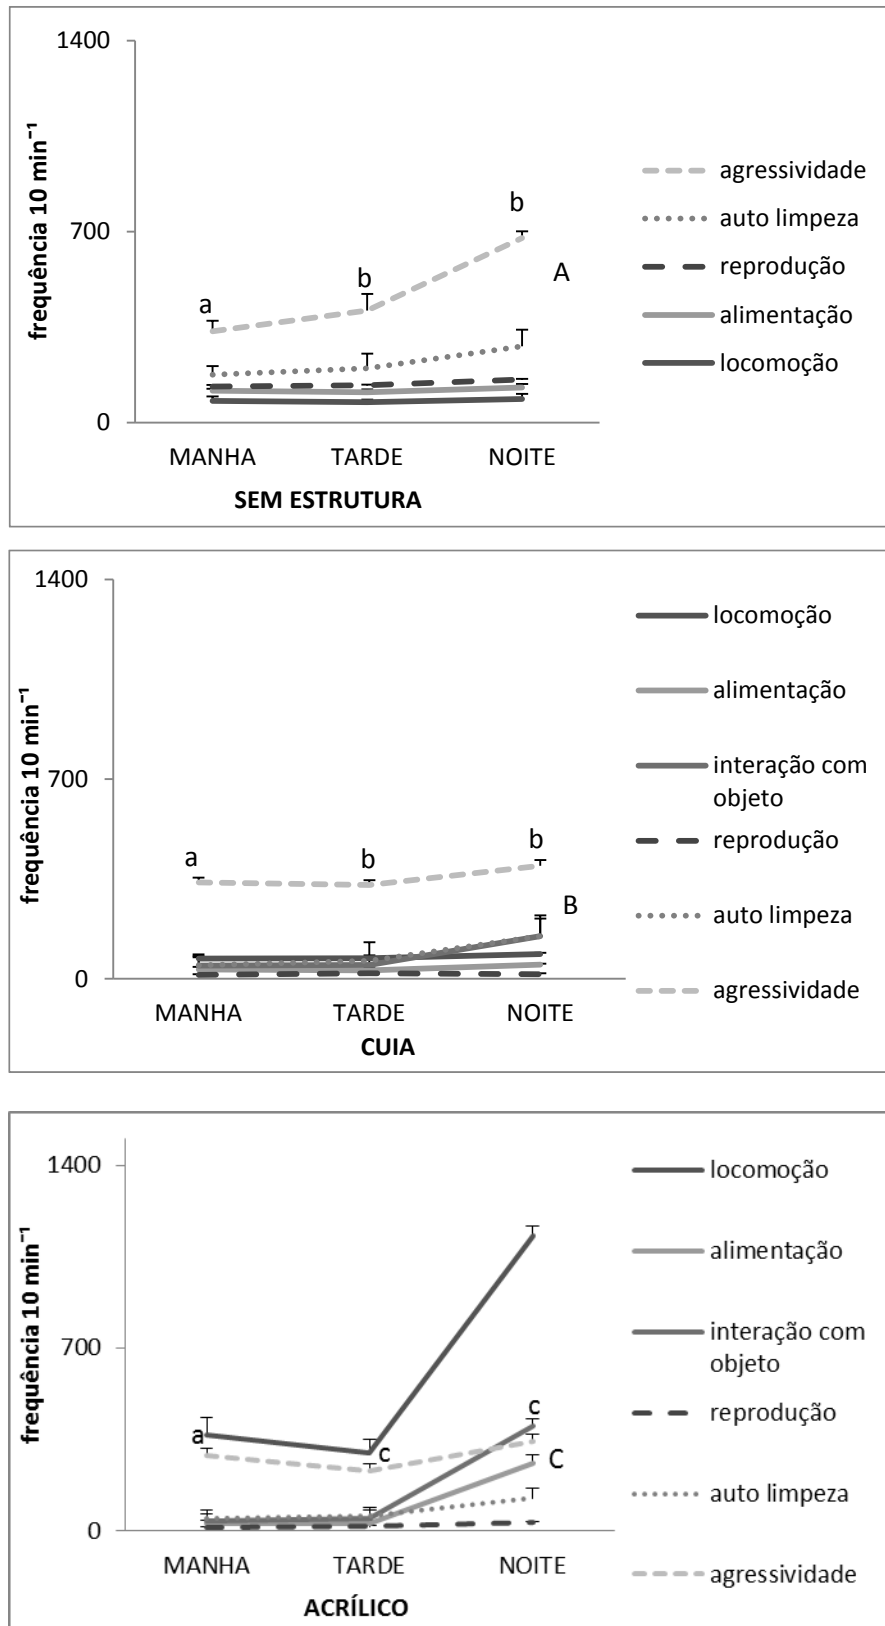 1400
700
0
frequência 10 min⁻¹
a
b
b
A
MANHA TARDE NOITE
SEM ESTRUTURA
agressividade
auto limpeza
reprodução
alimentação
locomoção
1400
700
0
frequência 10 min⁻¹
a
b
b
B
MANHA TARDE NOITE
CUIA
locomoção
alimentação
interação com
objeto
reprodução
auto limpeza
agressividade
1400
700
0
frequência 10 min⁻¹
a
c
c
C
MANHA TARDE NOITE
ACRÍLICO
locomoção
alimentação
interação com
objeto
reprodução
auto limpeza
agressividade